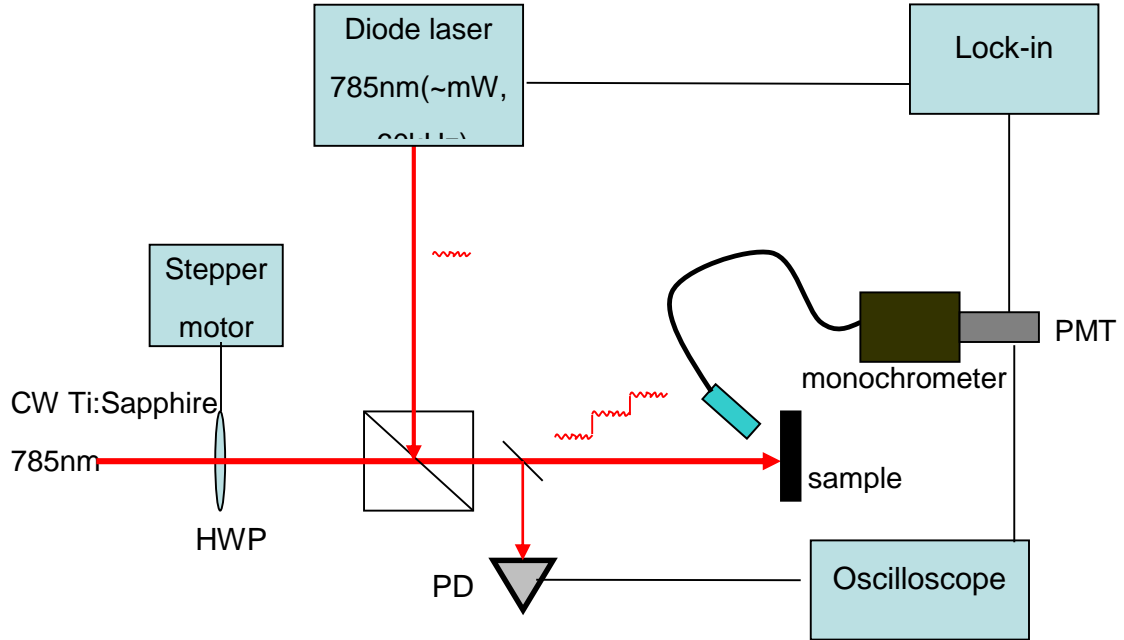 Diode laser
785nm(~mW,
Lock-in
Stepper
motor
PMT
monochrometer
CW Ti:Sapphire
785nm
sample
HWP
PD
Oscilloscope